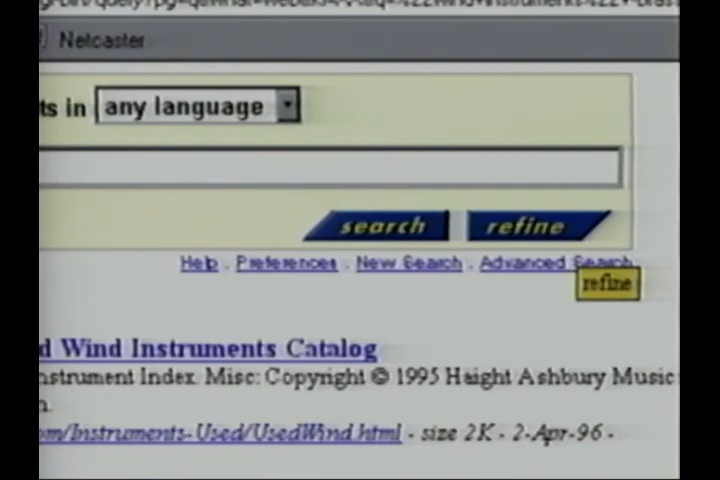 Netcaster
ts in any language
search refine
Help . Preferences . New Search . Advanced Search
refine
d Wind Instruments Catalog
nstrument Index. Misc: Copyright © 1995 Haight Ashbury Music
n.
om/Instruments-Used/UsedWind.html - size 2K - 2-Apr-96 -